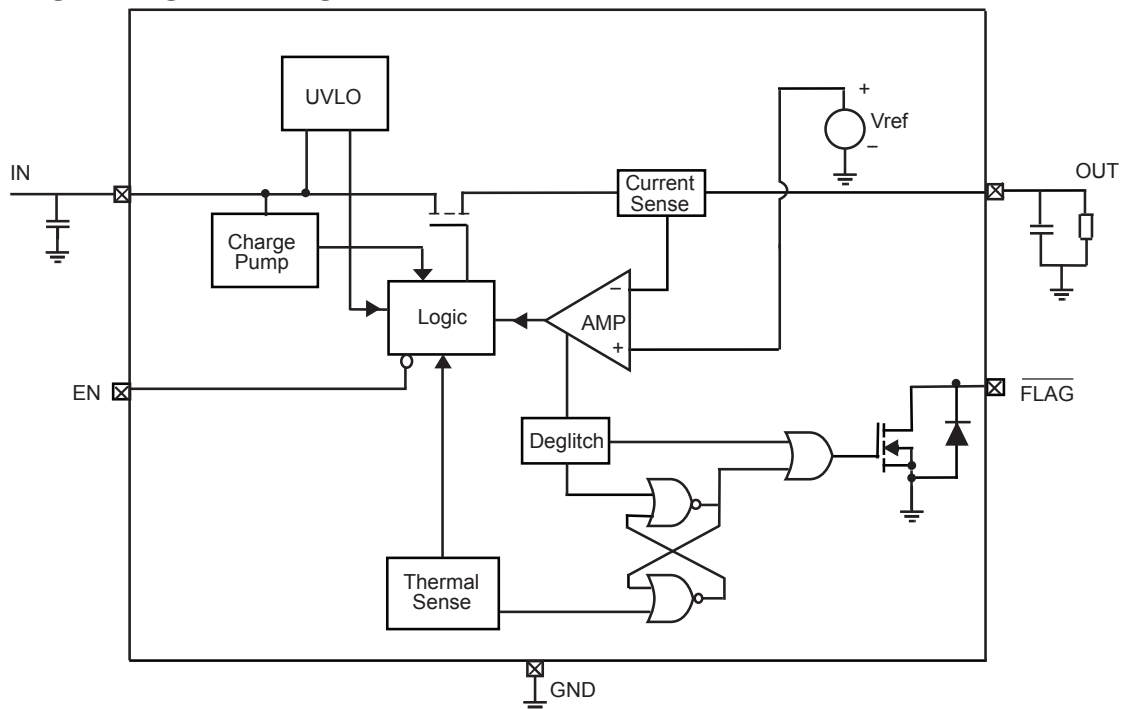 UVLO
+
Vref
–
IN
OUT
Current
Sense
Charge
Pump
–
Logic
AMP
+
EN
FLAG
Deglitch
Thermal
Sense
GND